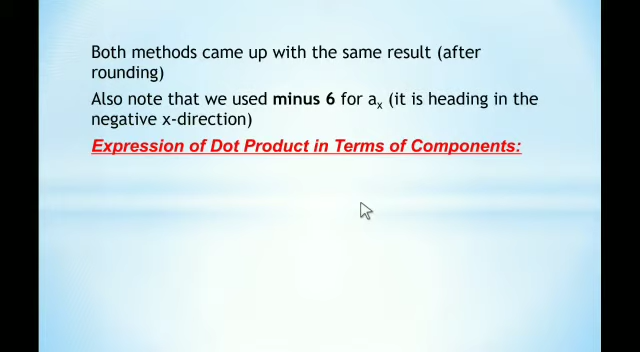 Both methods came up with the same result (after
rounding)
Also note that we used minus 6 for ax (it is heading in the
negative x-direction)
Expression of Dot Product in Terms of Components: